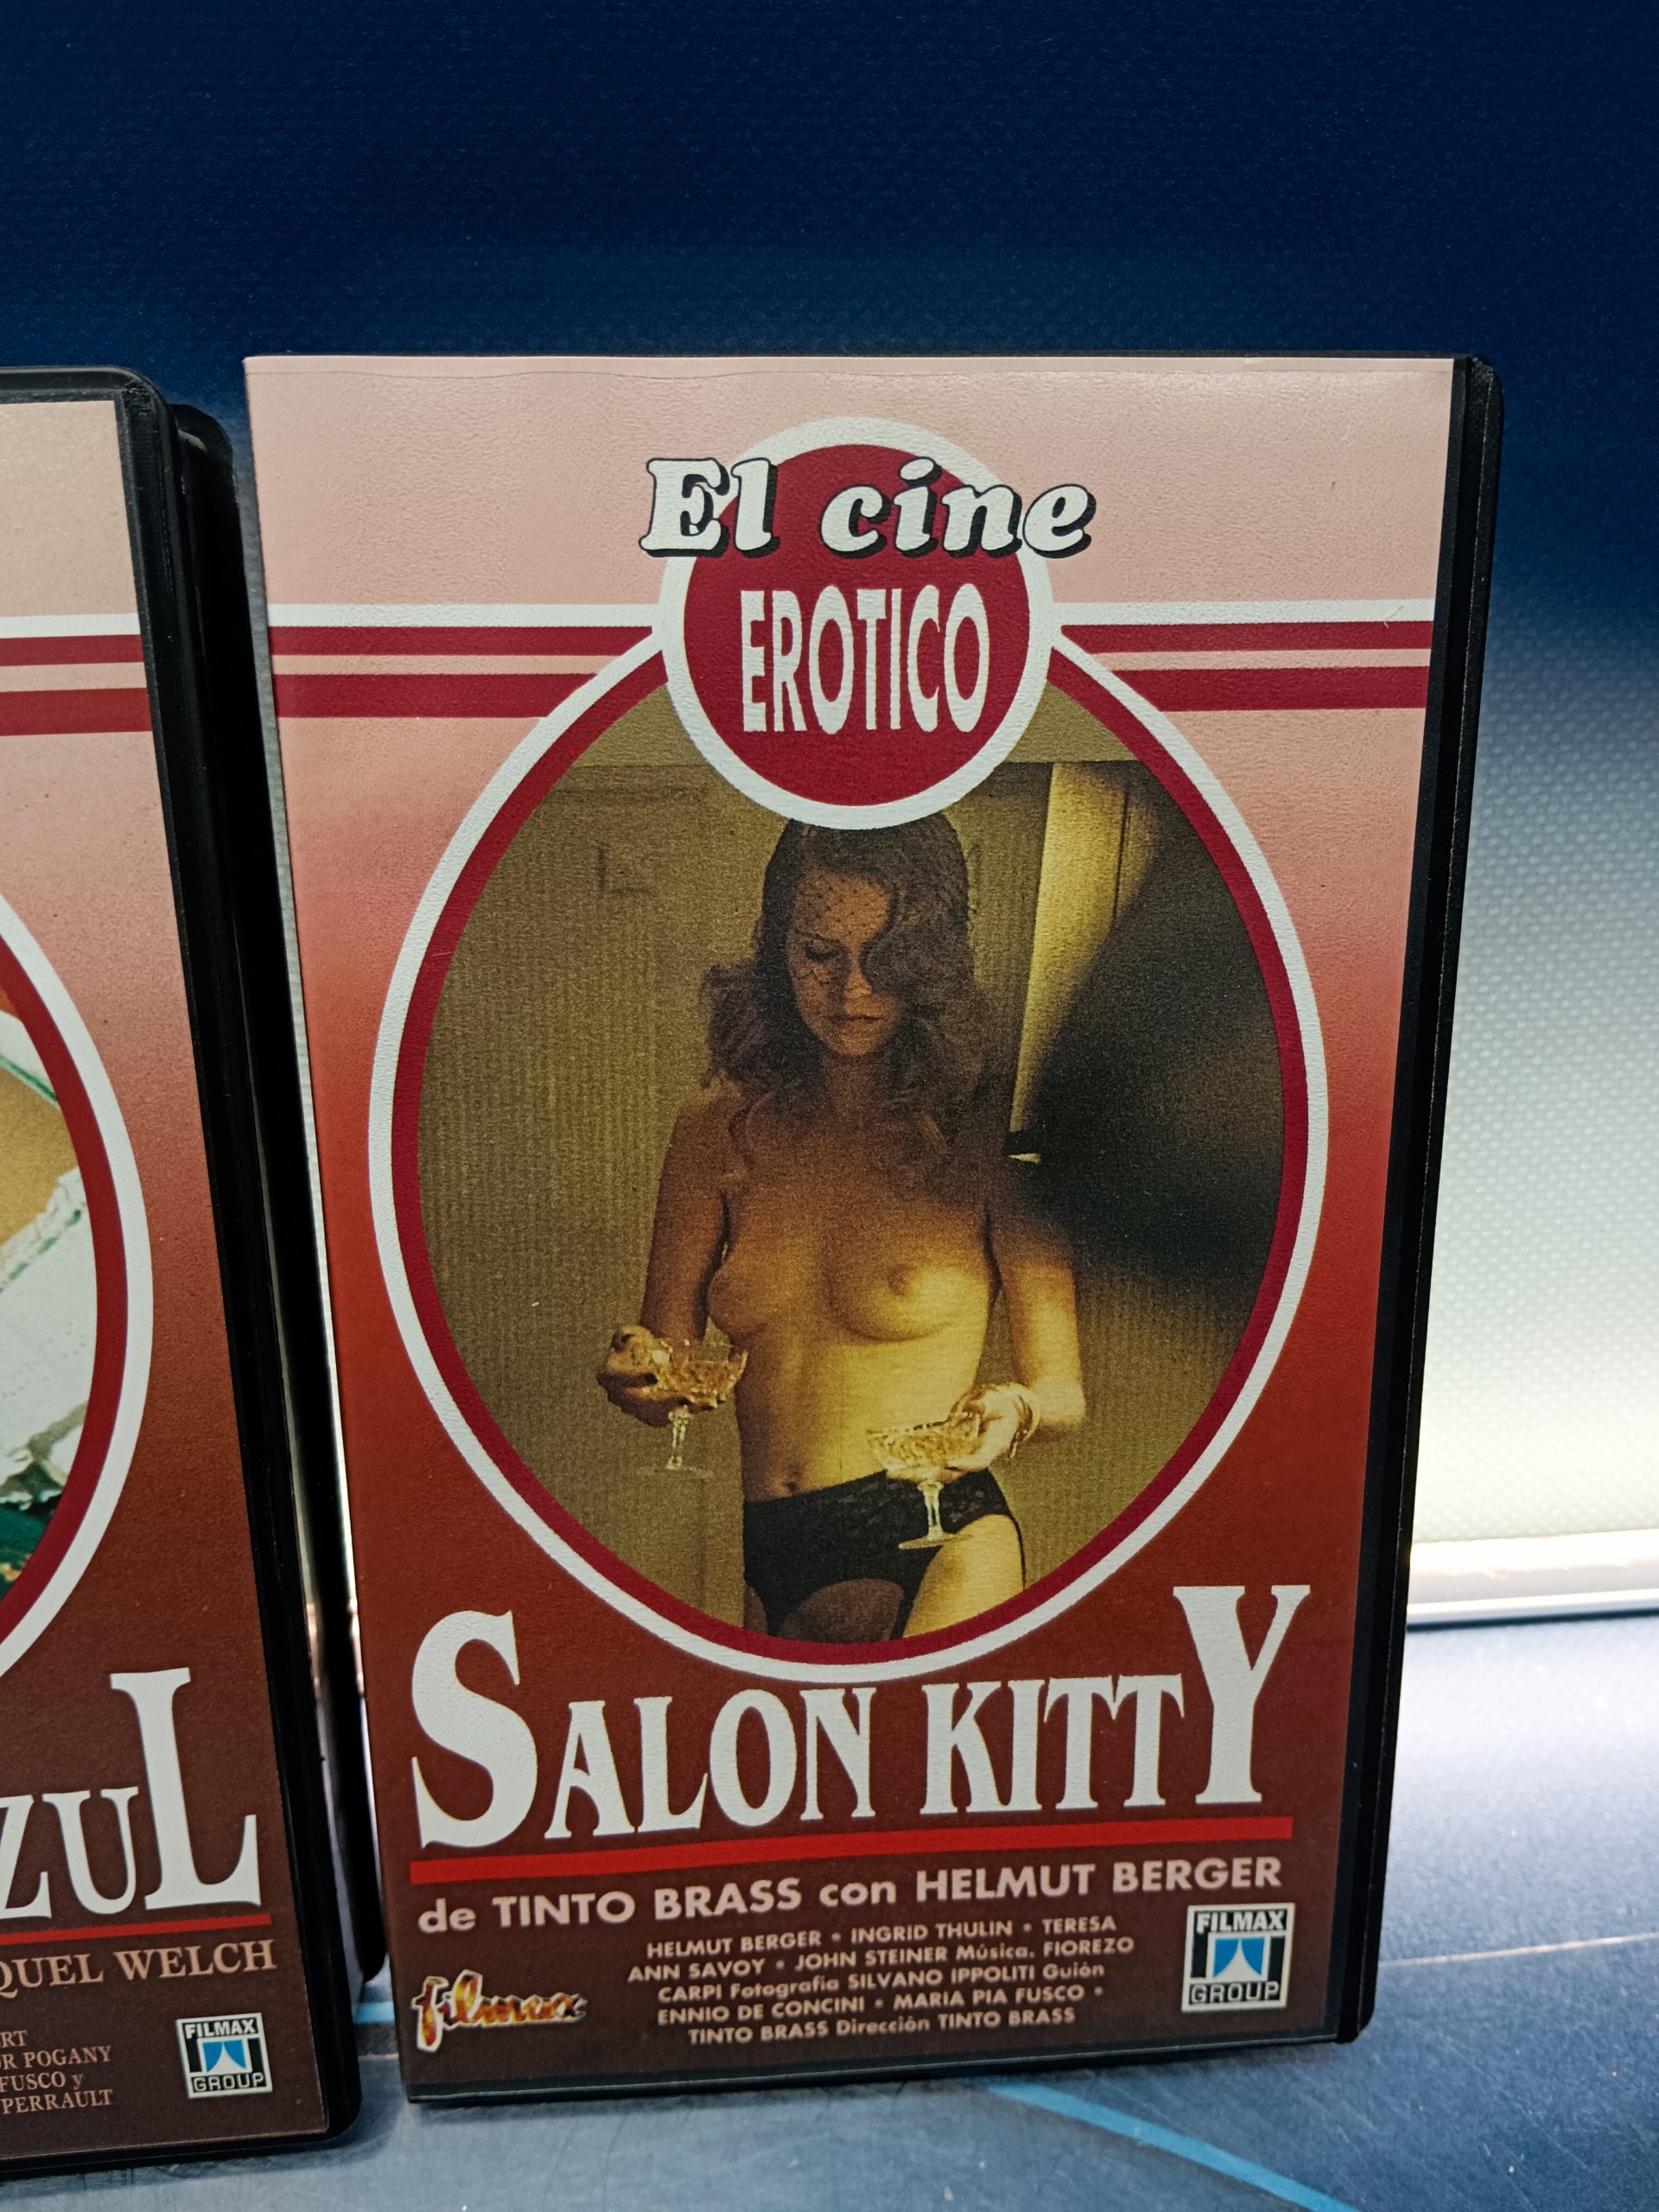 El cine
EROTICO
SALON KITTY
de TINTO BRASS con HELMUT BERGER
HELMUT BERGER • INGRID THULIN • TERESA
ANN SAVOY • JOHN STEINER Música. FIOREZO
CARPI Fotografía SILVANO IPPOLITI Guión
ENNIO DE CONCINI • MARIA PIA FUSCO •
TINTO BRASS Dirección TINTO BRASS
filmax
FILMAX
GROUP
ZUL
QUEL WELCH
RT
R POGANY
FUSCO y
PERRAULT
FILMAX
GROUP